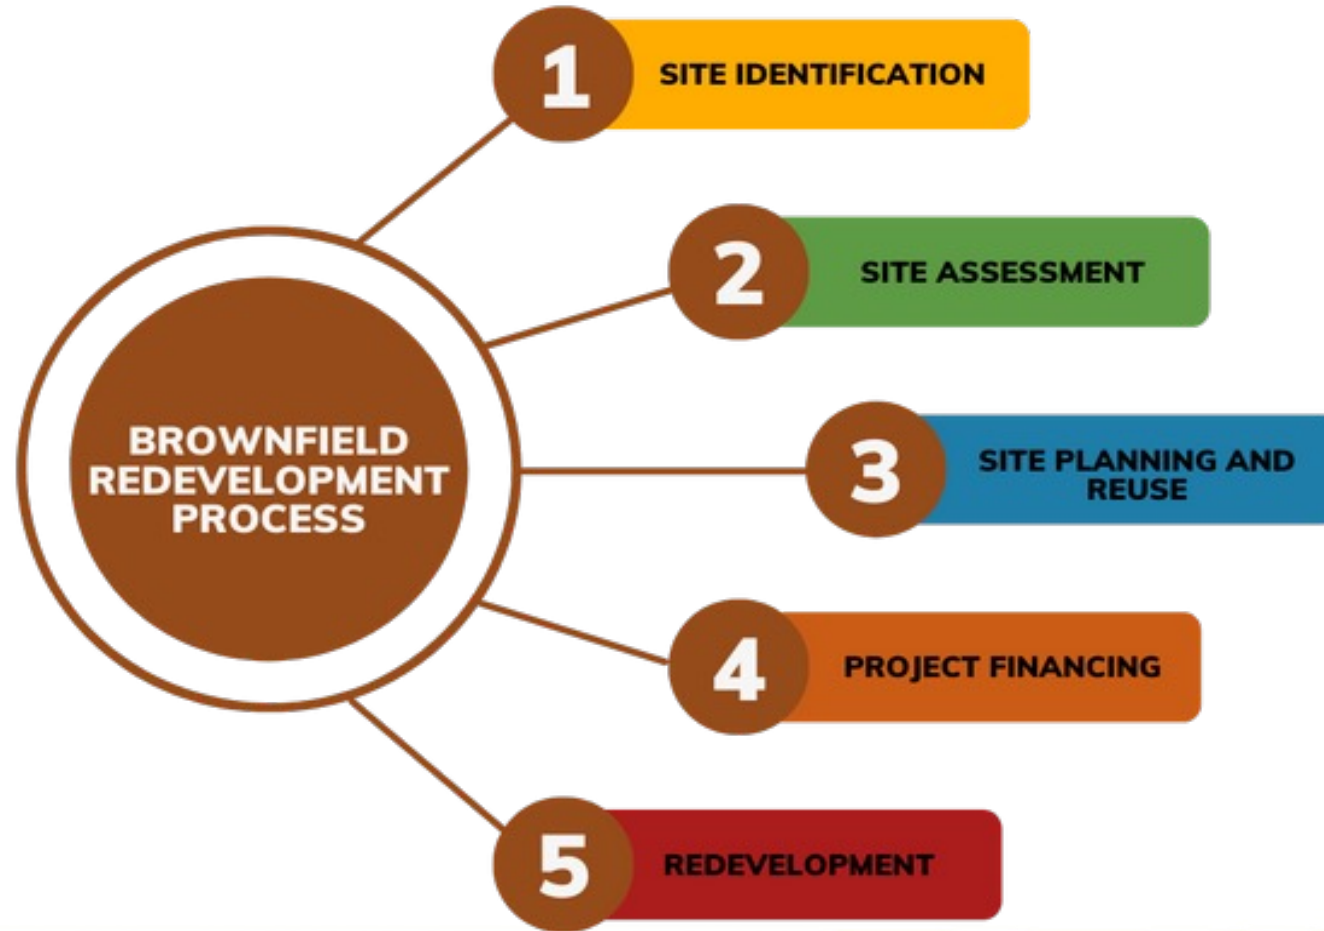 BROWNFIELD
REDEVELOPMENT
PROCESS
1
SITE IDENTIFICATION
2
SITE ASSESSMENT
3
SITE PLANNING AND
REUSE
4
PROJECT FINANCING
5
REDEVELOPMENT